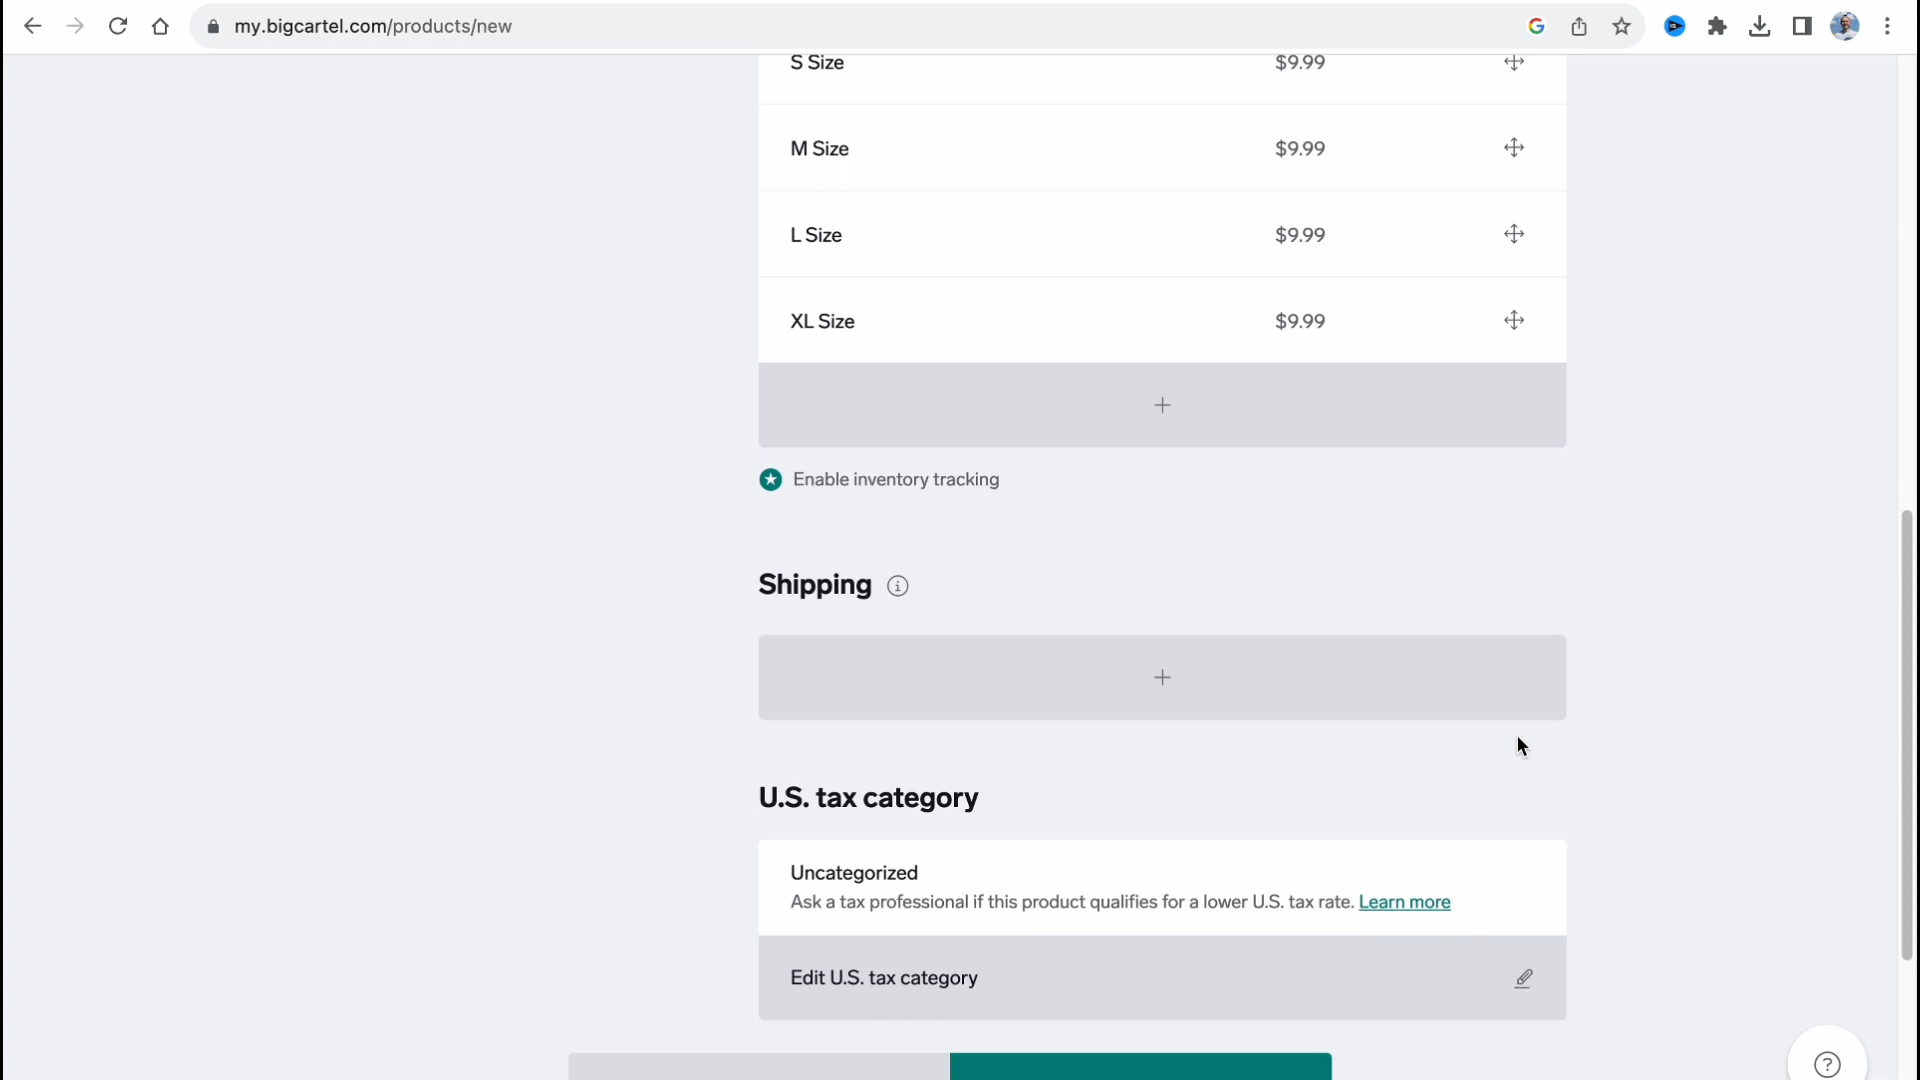 my.bigcartel.com/products/new
S Size $9.99
M Size $9.99
L Size $9.99
XL Size $9.99
Enable inventory tracking
Shipping
U.S. tax category
Uncategorized
Ask a tax professional if this product qualifies for a lower U.S. tax rate. Learn more
Edit U.S. tax category